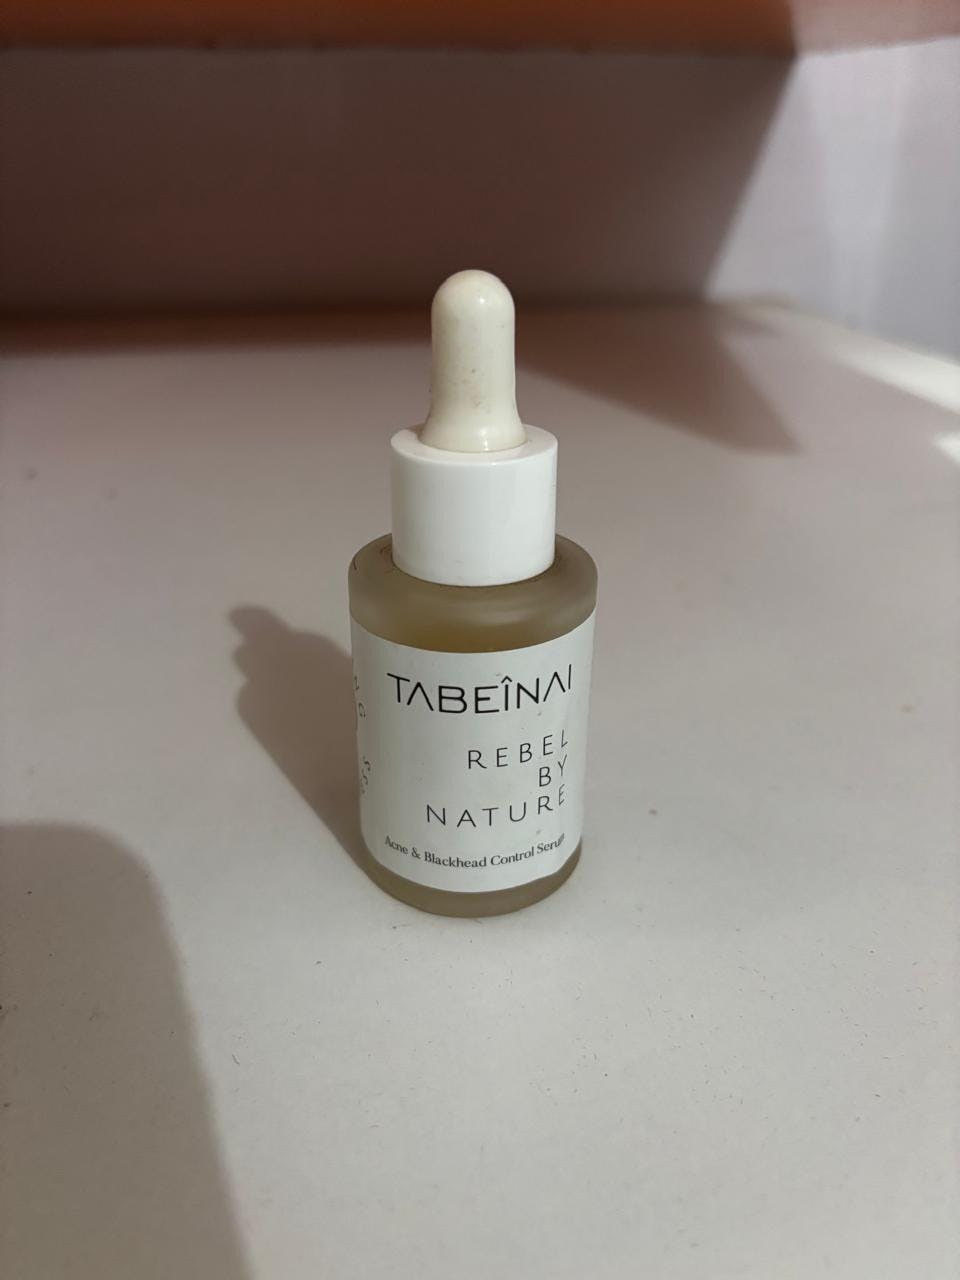 TABEÎNAI
REBEL
BY
NATURE
Acne & Blackhead Control Serum